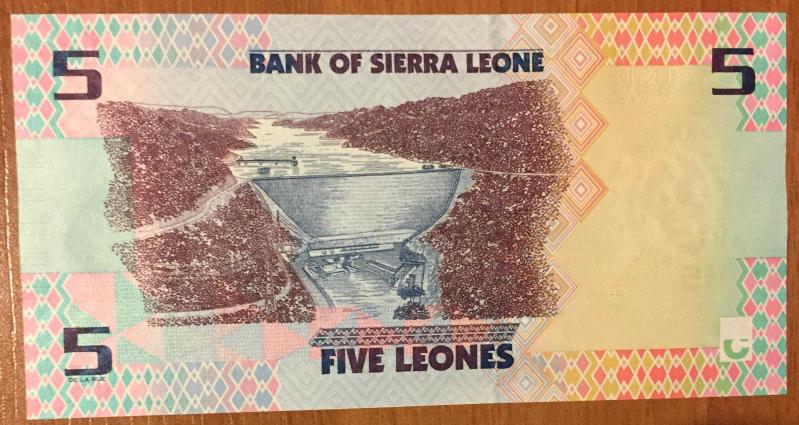 5 BANK OF SIERRA LEONE 5
5 FIVE LEONES
DE LA RUE